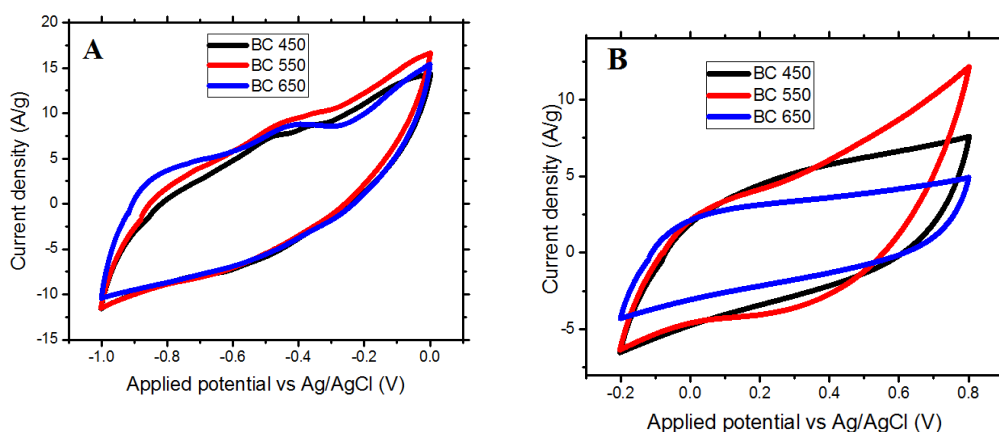 A
BC 450
BC 550
BC 650
Current density (A/g)
20
15
10
5
0
-5
-10
-15
-1.0 -0.8 -0.6 -0.4 -0.2 0.0
Applied potential vs Ag/AgCl (V)
B
BC 450
BC 550
BC 650
Current density (A/g)
10
5
0
-5
-0.2 0.0 0.2 0.4 0.6 0.8
Applied potential vs Ag/AgCl (V)